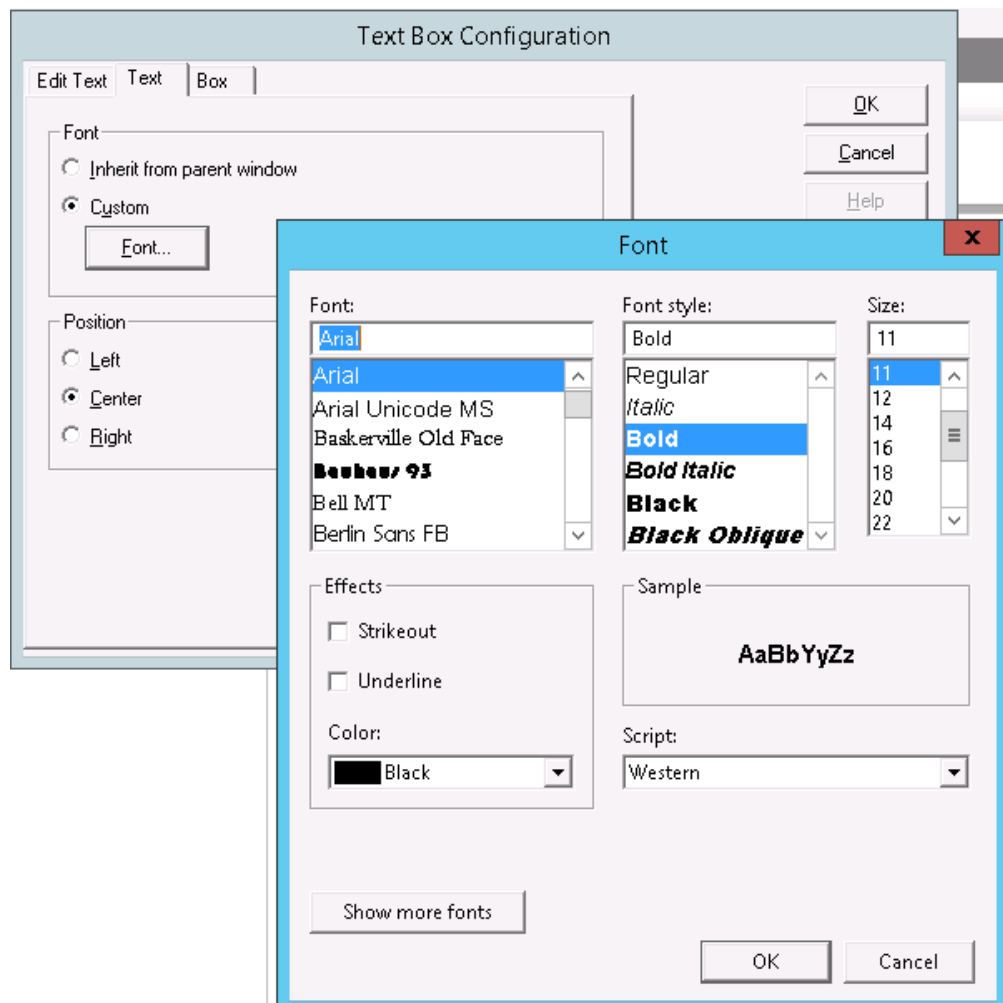 Text Box Configuration
Edit Text Text Box
OK
Cancel
Help
Font
Inherit from parent window
Custom
Font...
Position
Left
Center
Right
Font
x
Font:
Arial
Arial
Arial Unicode MS
Baskerville Old Face
Bauhaus 93
Bell MT
Berlin Sans FB
Font style:
Bold
Regular
Italic
Bold
Bold Italic
Black
Black Oblique
Size:
11
11
12
14
16
18
20
22
Effects
Strikeout
Underline
Color:
Black
Sample
AaBbYyZz
Script:
Western
Show more fonts
OK
Cancel